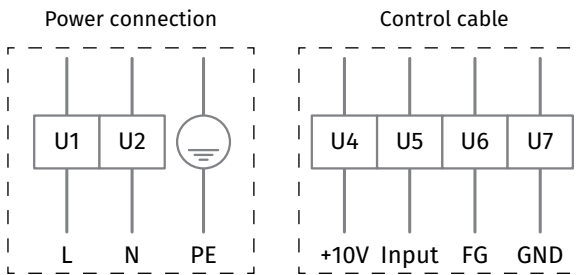 Power connection
Control cable
U1 U2
U4 U5 U6 U7
L N PE
+10V Input FG GND